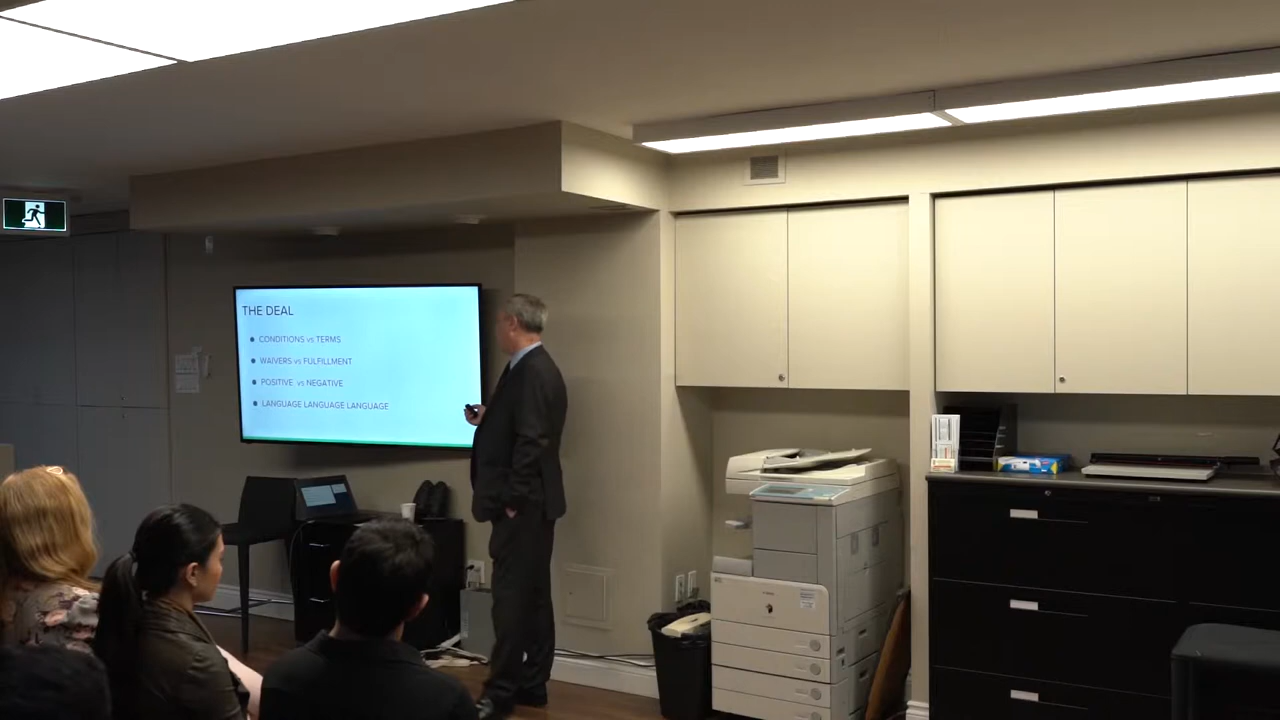 THE DEAL
CONDITIONS vs TERMS
WAIVERS vs FULFILLMENT
POSITIVE vs NEGATIVE
LANGUAGE LANGUAGE LANGUAGE